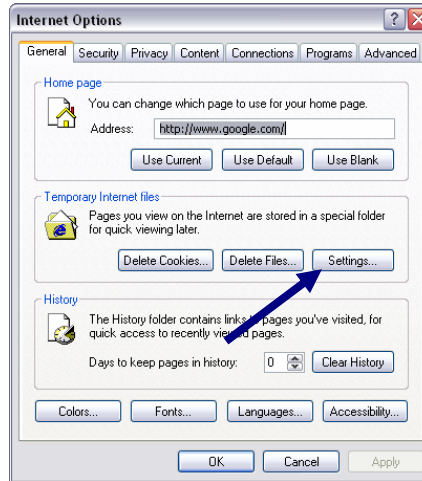 Internet Options
General Security Privacy Content Connections Programs Advanced
Home page
You can change which page to use for your home page.
Address: http://www.google.com/
Use Current Use Default Use Blank
Temporary Internet files
Pages you view on the Internet are stored in a special folder
for quick viewing later.
Delete Cookies... Delete Files... Settings...
History
The History folder contains links to pages you've visited, for
quick access to recently viewed pages.
Days to keep pages in history: 0 Clear History
Colors... Fonts... Languages... Accessibility...
OK Cancel Apply